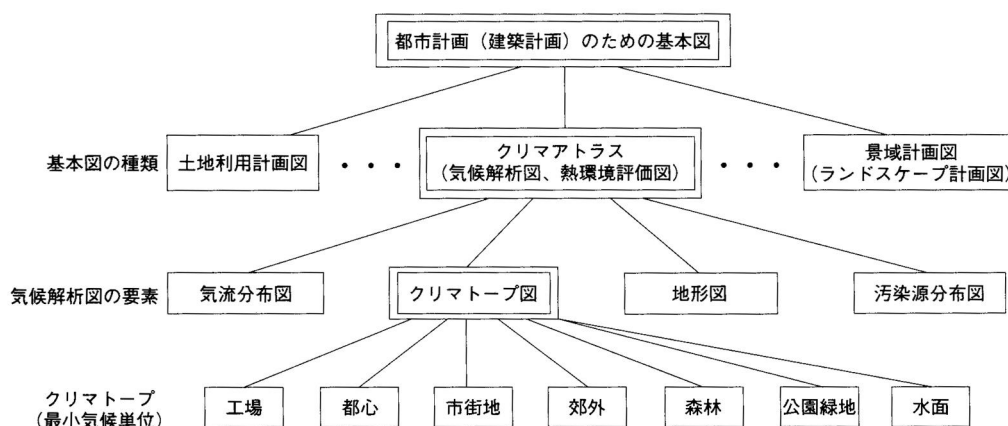 都市計画（建築計画）のための基本図
基本図の種類
土地利用計画図
・・・
クリマアトラス
（気候解析図、熱環境評価図）
・・・
景域計画図
（ランドスケープ計画図）
気候解析図の要素
気流分布図
クリマトープ図
地形図
汚染源分布図
クリマトープ
（最小気候単位）
工場
都心
市街地
郊外
森林
公園緑地
水面